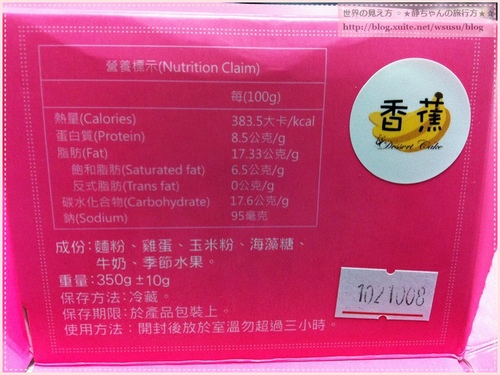 世界の見え方。★靜ちゃんの旅行方★
http://blog.xuite.net/wsusu/blog
營養標示(Nutrition Claim)
每(100g)
熱量(Calories) 383.5大卡/kcal
蛋白質(Protein) 8.5公克/g
脂肪(Fat) 17.33公克/g
飽和脂肪(Saturated fat) 6.5公克/g
反式脂肪(Trans fat) 0公克/g
碳水化合物(Carbohydrate) 17.6公克/g
鈉(Sodium) 95毫克
香蕉
Dessert Cake
成份:麵粉、雞蛋、玉米粉、海藻糖、
牛奶、季節水果。
重量:350g±10g
保存方法:冷藏。
保存期限:於產品包裝上。
使用方法：開封後放於室溫勿超過三小時。
1021008